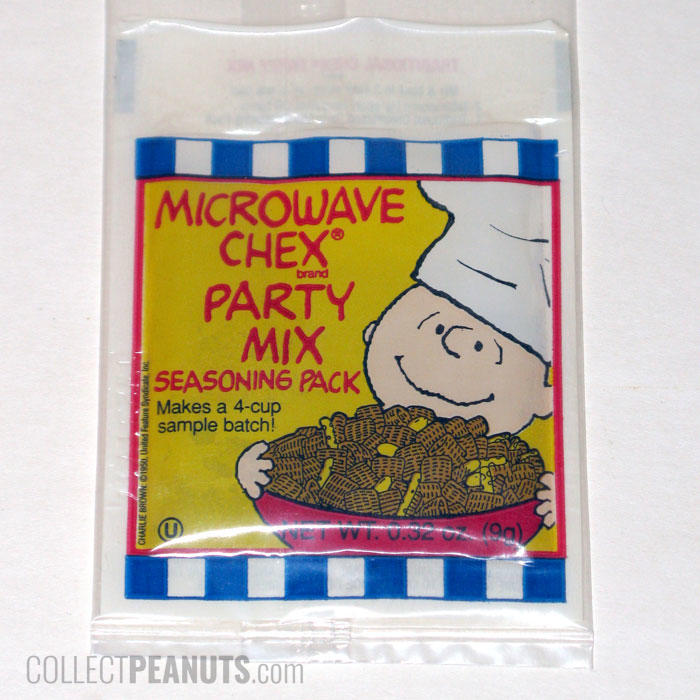 MICROWAVE
CHEX®
brand
PARTY
MIX
SEASONING PACK
Makes a 4-cup
sample batch!
CHARLIE BROWN: ©1950, United Feature Syndicate, Inc.
U
NET WT. 0.32 oz. (9g)
COLLECTPEANUTS.com